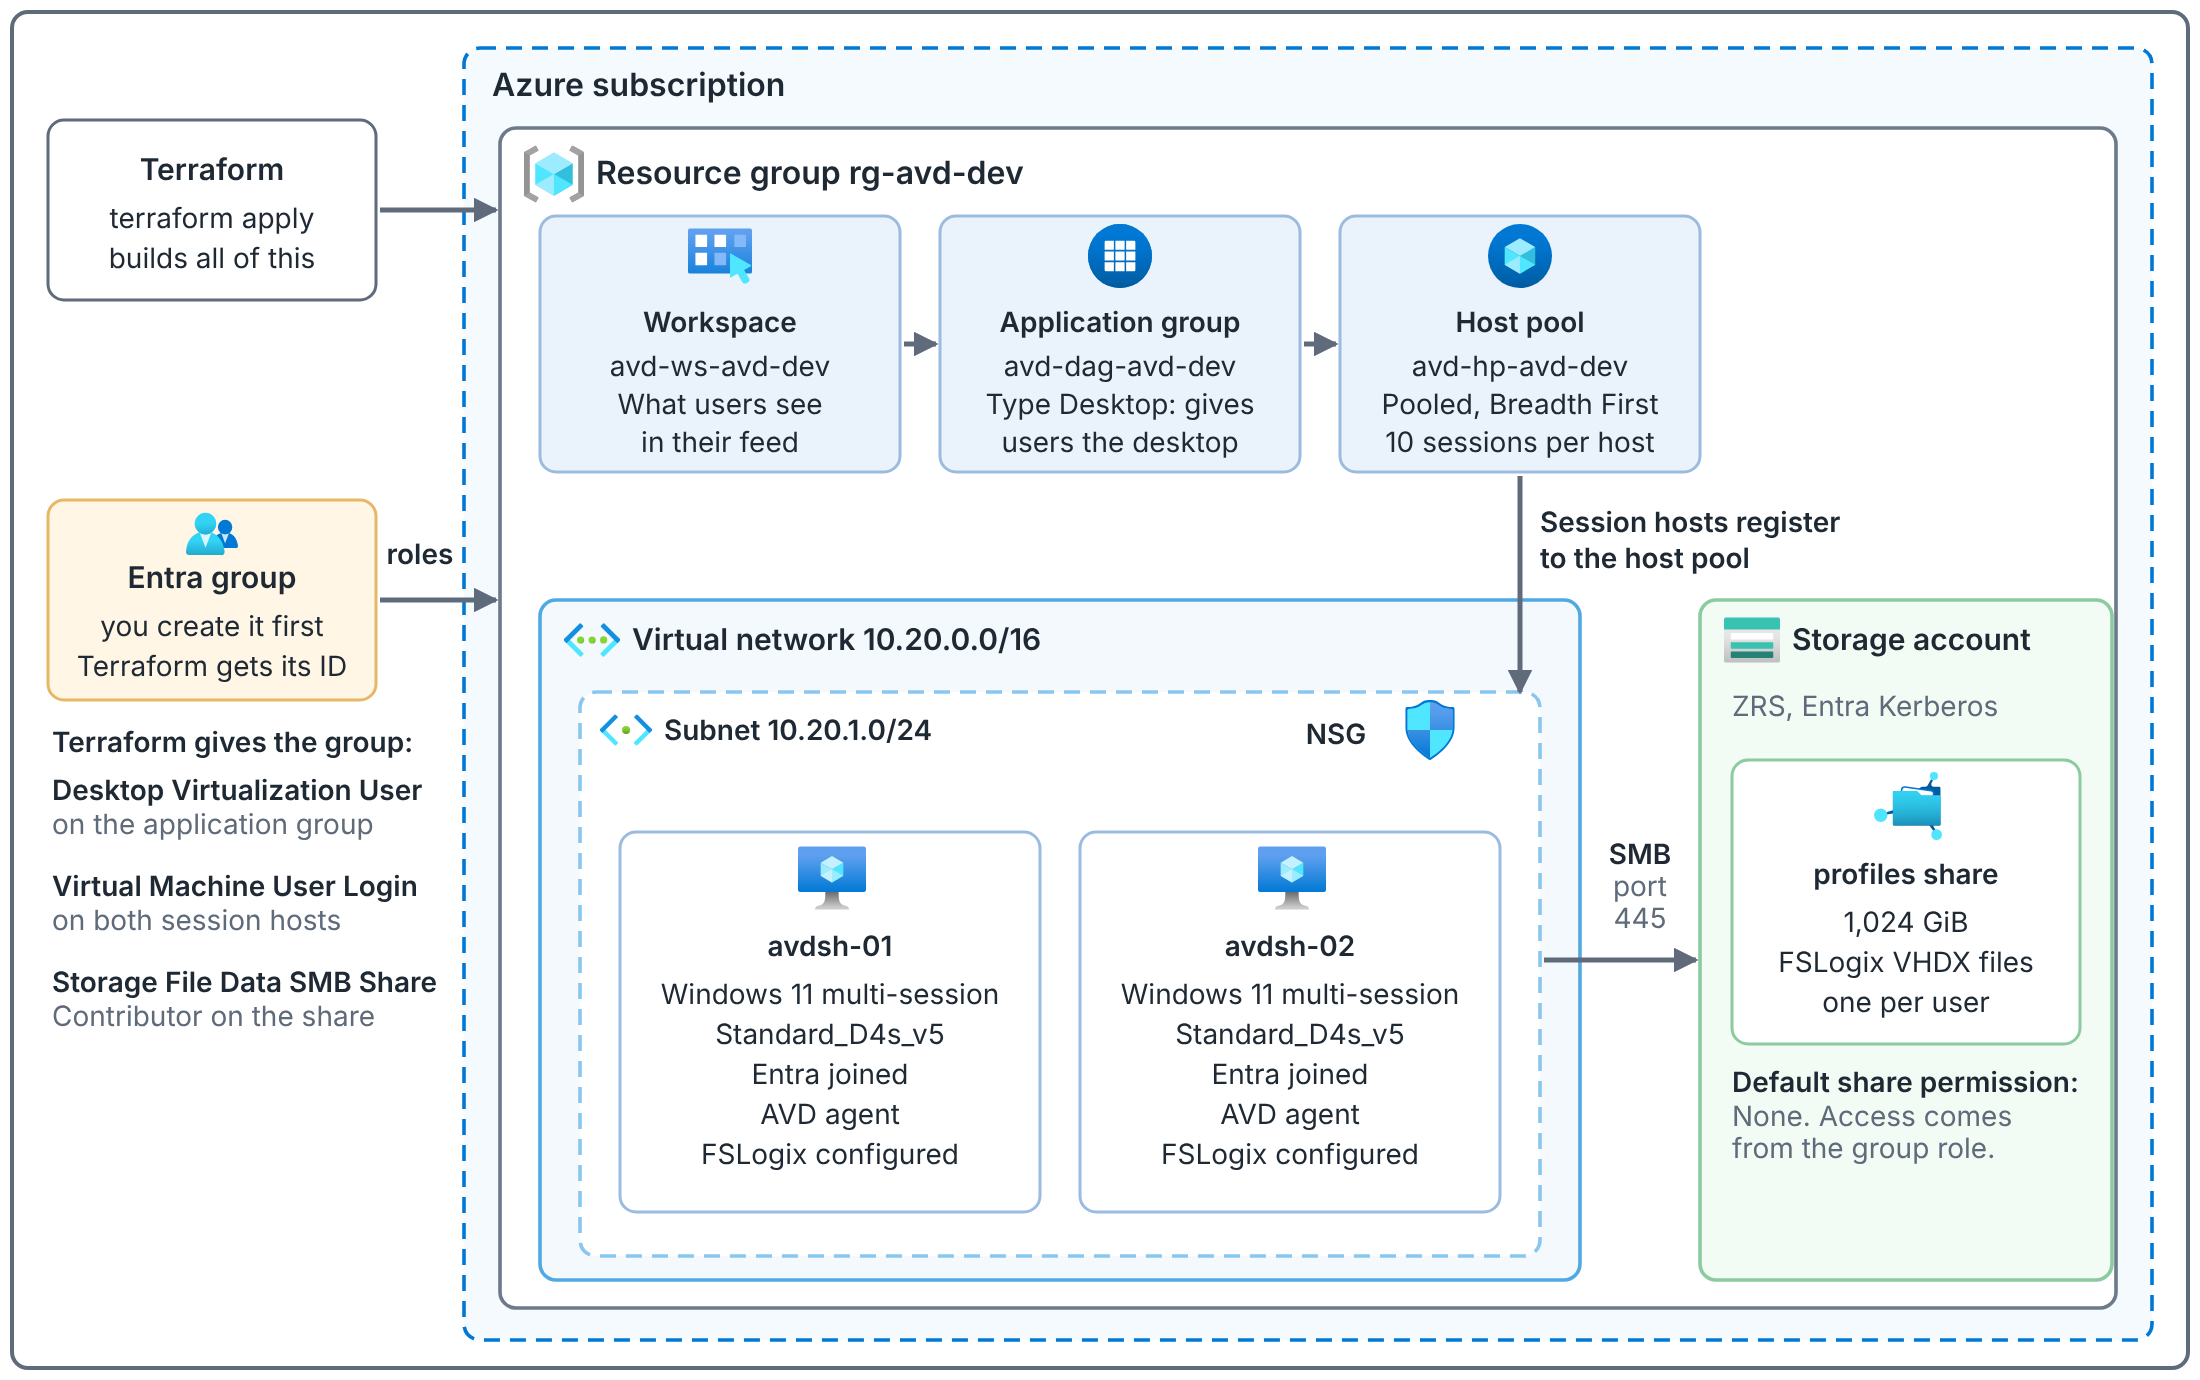 Azure subscription
Terraform
terraform apply
builds all of this
Resource group rg-avd-dev
Workspace
avd-ws-avd-dev
What users see
in their feed
Application group
avd-dag-avd-dev
Type Desktop: gives
users the desktop
Host pool
avd-hp-avd-dev
Pooled, Breadth First
10 sessions per host
Session hosts register
to the host pool
Entra group
you create it first
Terraform gets its ID
roles
Terraform gives the group:
Desktop Virtualization User
on the application group
Virtual Machine User Login
on both session hosts
Storage File Data SMB Share
Contributor on the share
Virtual network 10.20.0.0/16
Subnet 10.20.1.0/24
NSG
avdsh-01
Windows 11 multi-session
Standard_D4s_v5
Entra joined
AVD agent
FSLogix configured
avdsh-02
Windows 11 multi-session
Standard_D4s_v5
Entra joined
AVD agent
FSLogix configured
SMB
port
445
Storage account
ZRS, Entra Kerberos
profiles share
1,024 GiB
FSLogix VHDX files
one per user
Default share permission:
None. Access comes
from the group role.